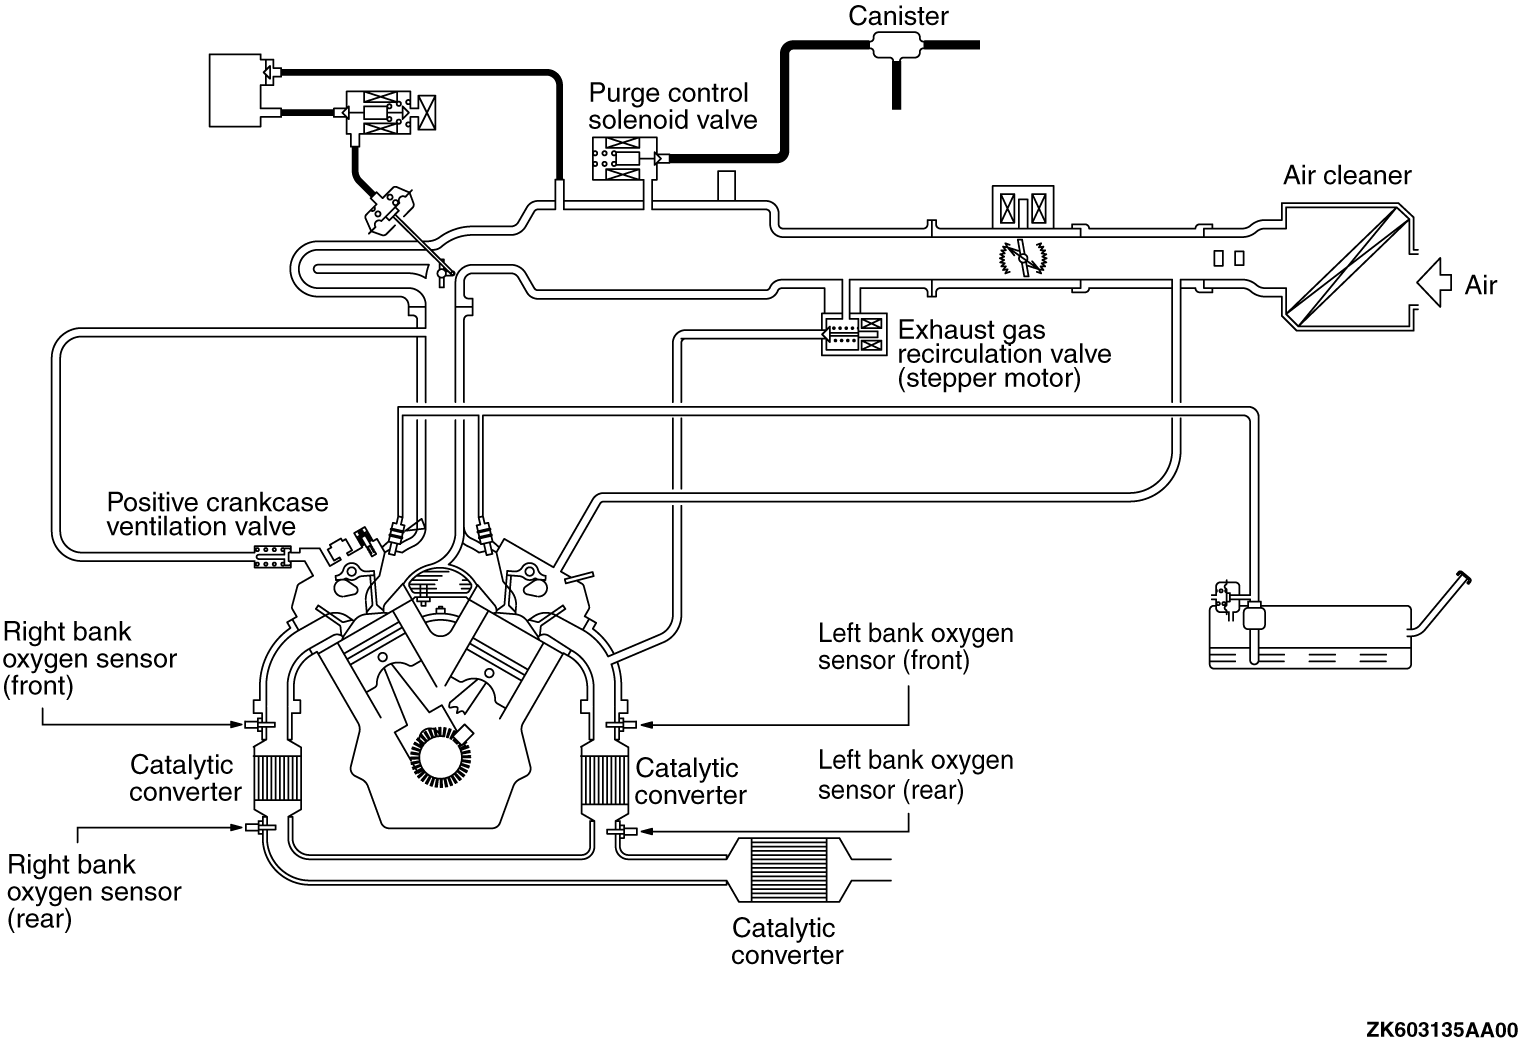 Canister
Purge control
solenoid valve
Air cleaner
Air
Exhaust gas
recirculation valve
(stepper motor)
Positive crankcase
ventilation valve
Right bank
oxygen sensor
(front)
Left bank oxygen
sensor (front)
Catalytic
converter
Catalytic
converter
Left bank oxygen
sensor (rear)
Right bank
oxygen sensor
(rear)
Catalytic
converter
ZK603135AA00